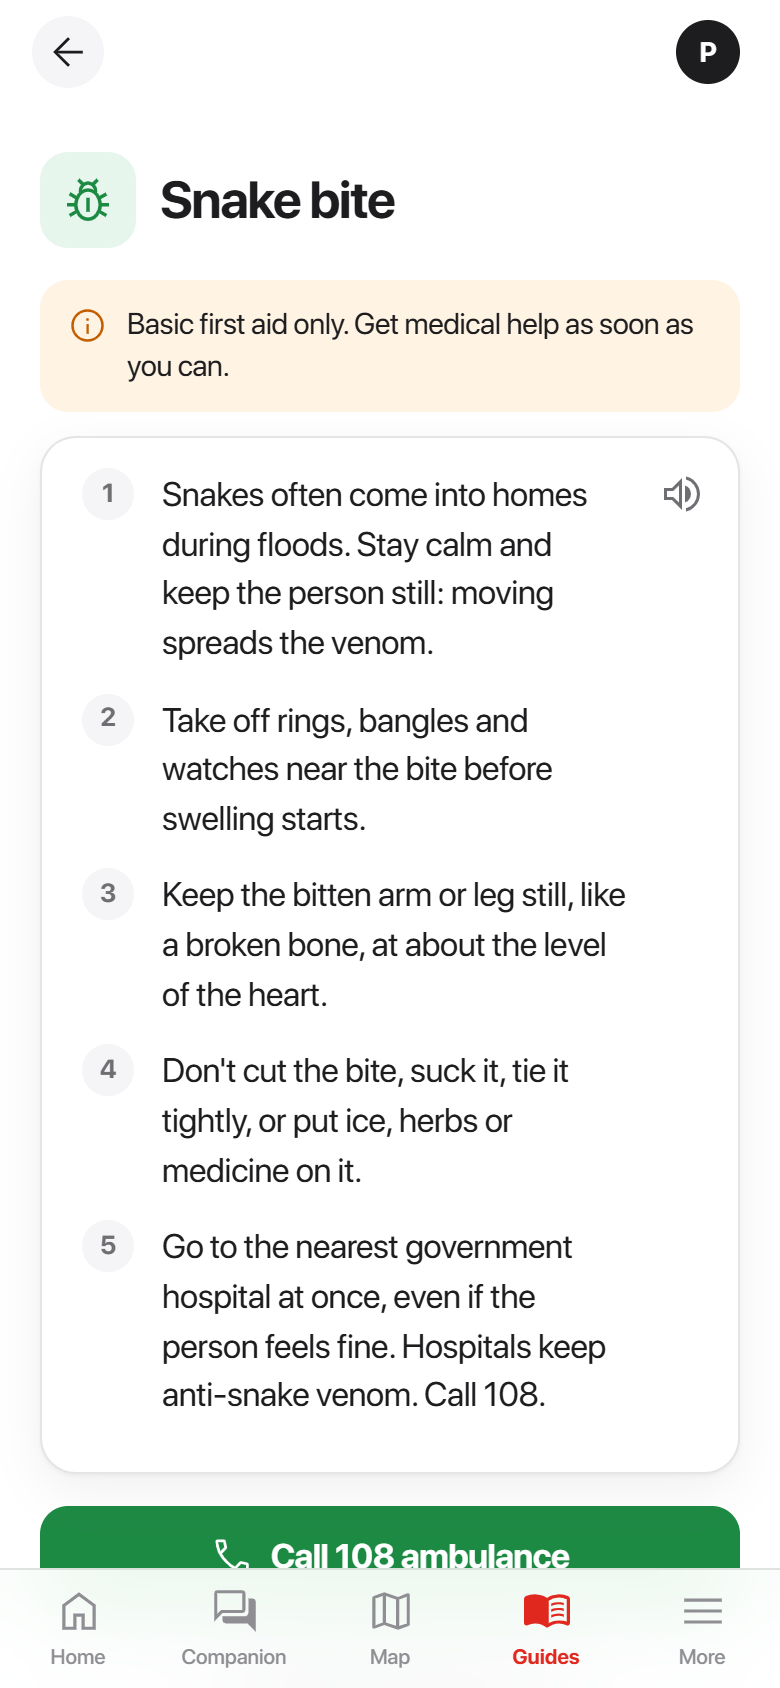 P
Snake bite
Basic first aid only. Get medical help as soon as
you can.
1
Snakes often come into homes
during floods. Stay calm and
keep the person still: moving
spreads the venom.
2
Take off rings, bangles and
watches near the bite before
swelling starts.
3
Keep the bitten arm or leg still, like
a broken bone, at about the level
of the heart.
4
Don't cut the bite, suck it, tie it
tightly, or put ice, herbs or
medicine on it.
5
Go to the nearest government
hospital at once, even if the
person feels fine. Hospitals keep
anti-snake venom. Call 108.
Call 108 ambulance
Home
Companion
Map
Guides
More